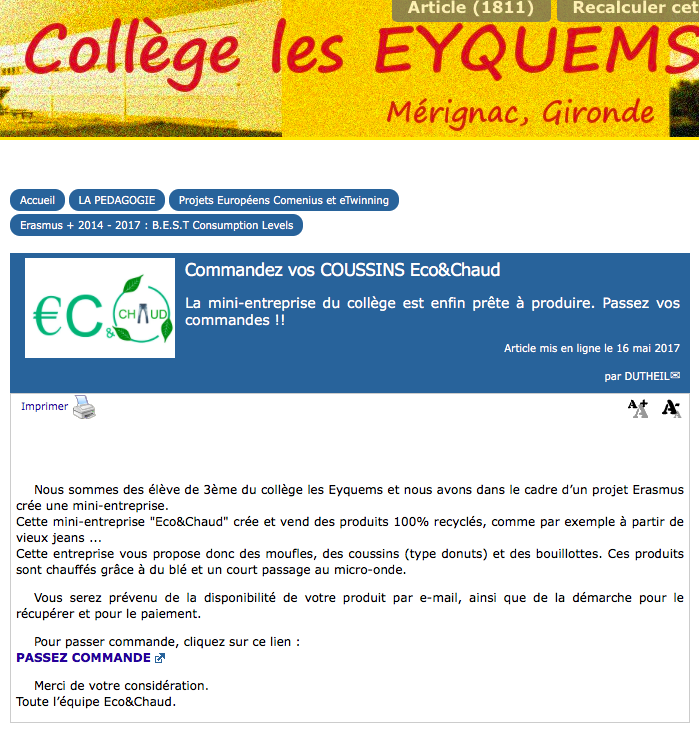 Article (1811)
Recalculer cet
Collège les EYQUEMS
Mérignac, Gironde
Accueil
LA PEDAGOGIE
Projets Européens Comenius et eTwinning
Erasmus + 2014 - 2017 : B.E.S.T Consumption Levels
€C
& CHAUD
Commandez vos COUSSINS Eco&Chaud
La mini-entreprise du collège est enfin prête à produire. Passez vos
commandes !!
Article mis en ligne le 16 mai 2017
par DUTHEIL
Imprimer
A+
A-
Nous sommes des élève de 3ème du collège les Eyquems et nous avons dans le cadre d'un projet Erasmus
crée une mini-entreprise.
Cette mini-entreprise "Eco&Chaud" crée et vend des produits 100% recyclés, comme par exemple à partir de
vieux jeans ...
Cette entreprise vous propose donc des moufles, des coussins (type donuts) et des bouillottes. Ces produits
sont chauffés grâce à du blé et un court passage au micro-onde.
Vous serez prévenu de la disponibilité de votre produit par e-mail, ainsi que de la démarche pour le
récupérer et pour le paiement.
Pour passer commande, cliquez sur ce lien :
PASSEZ COMMANDE
Merci de votre considération.
Toute l'équipe Eco&Chaud.